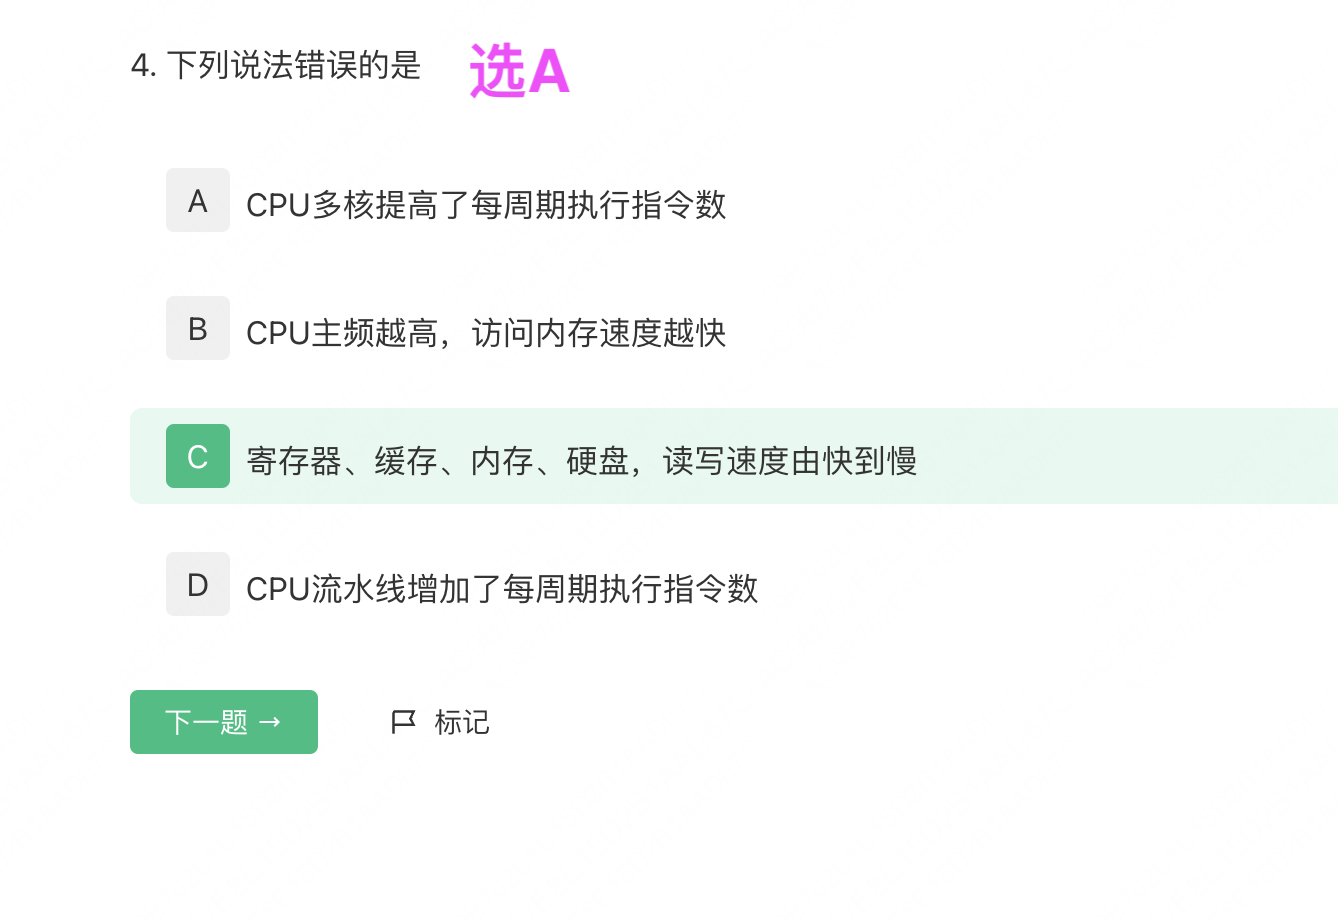 4. 下列说法错误的是 选A
A CPU多核提高了每周期执行指令数
B CPU主频越高，访问内存速度越快
C 寄存器、缓存、内存、硬盘，读写速度由快到慢
D CPU流水线增加了每周期执行指令数
下一题 → 标记